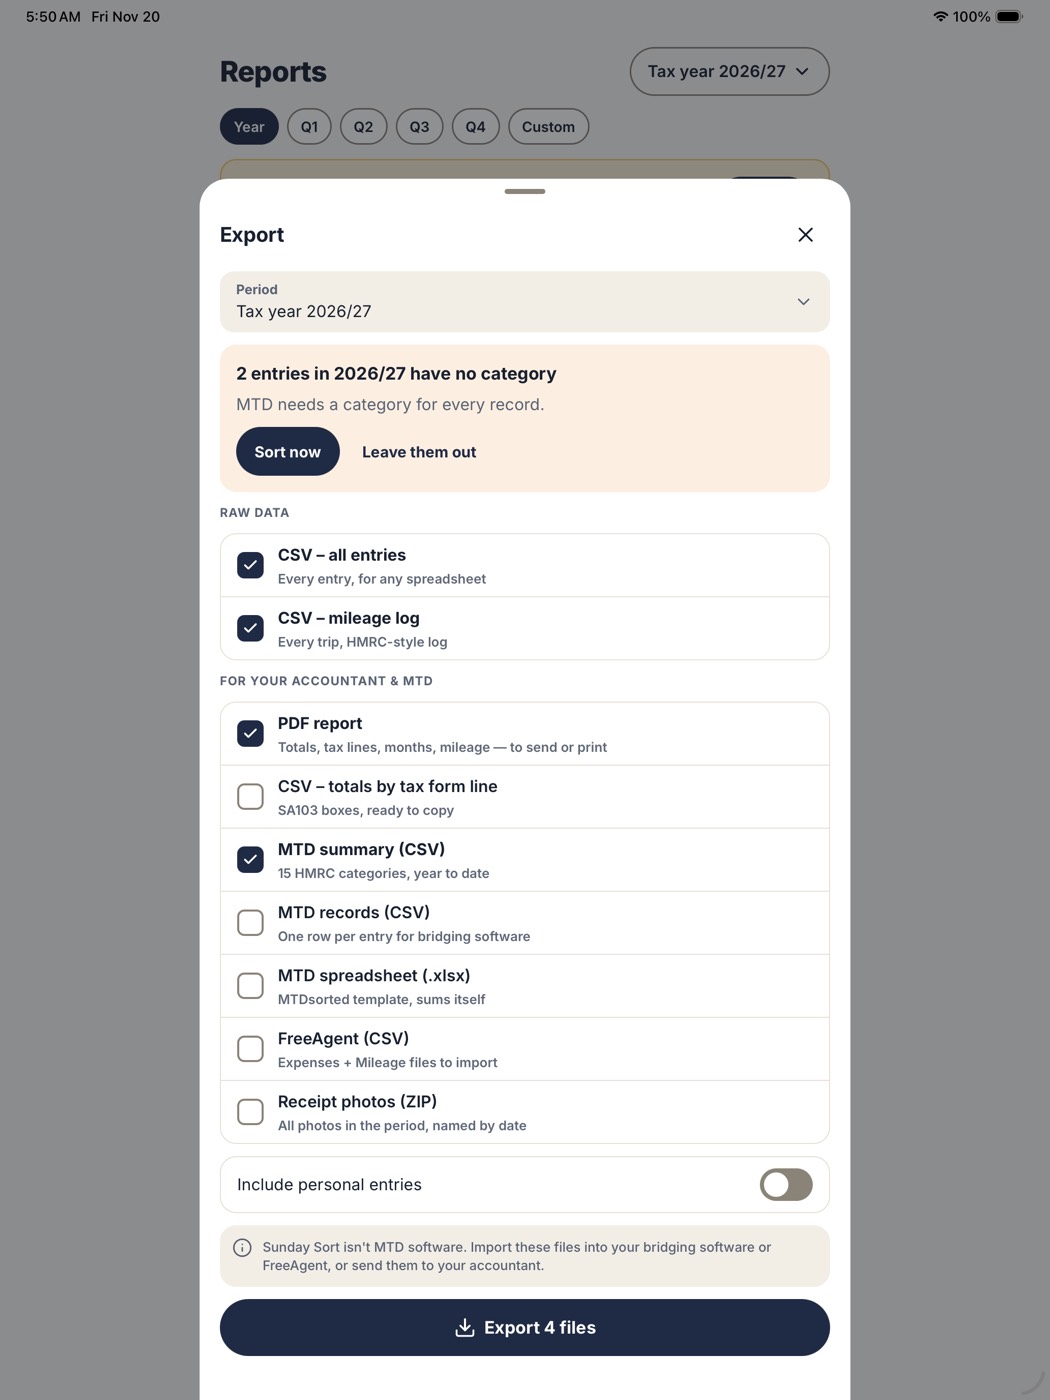 5:50 AM Fri Nov 20
100%
Reports
Tax year 2026/27
Year
Q1
Q2
Q3
Q4
Custom
Export
Period
Tax year 2026/27
2 entries in 2026/27 have no category
MTD needs a category for every record.
Sort now
Leave them out
RAW DATA
CSV – all entries
Every entry, for any spreadsheet
CSV – mileage log
Every trip, HMRC-style log
FOR YOUR ACCOUNTANT & MTD
PDF report
Totals, tax lines, months, mileage — to send or print
CSV – totals by tax form line
SA103 boxes, ready to copy
MTD summary (CSV)
15 HMRC categories, year to date
MTD records (CSV)
One row per entry for bridging software
MTD spreadsheet (.xlsx)
MTDsorted template, sums itself
FreeAgent (CSV)
Expenses + Mileage files to import
Receipt photos (ZIP)
All photos in the period, named by date
Include personal entries
Sunday Sort isn't MTD software. Import these files into your bridging software or
FreeAgent, or send them to your accountant.
Export 4 files